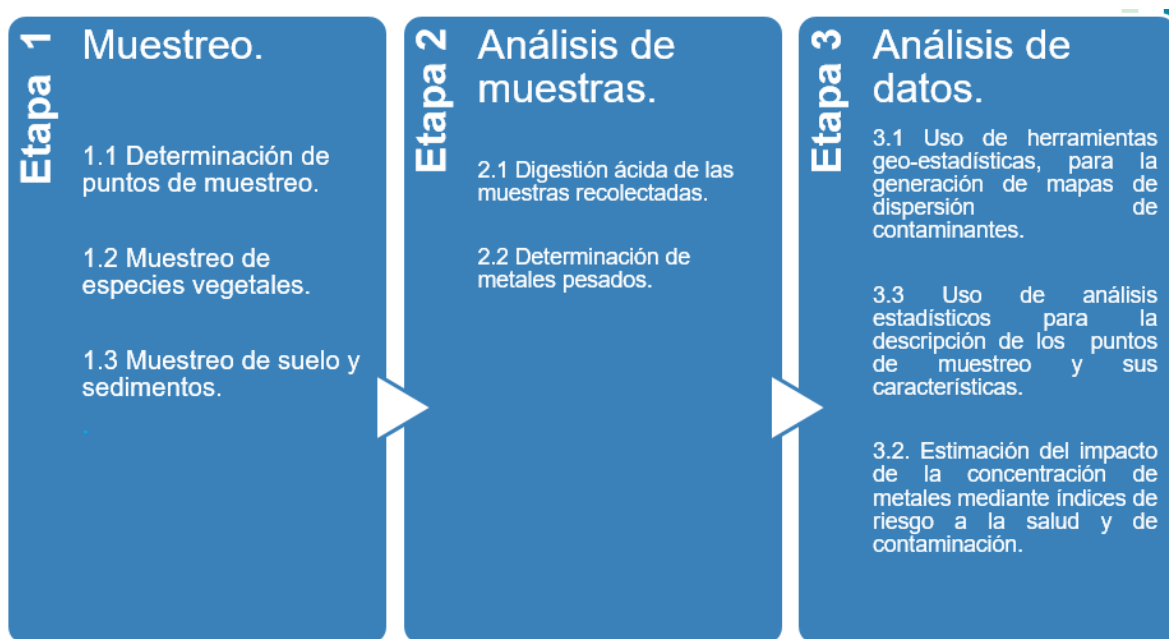 Etapa 1
Muestreo.
1.1 Determinación de
puntos de muestreo.
1.2 Muestreo de
especies vegetales.
1.3 Muestreo de suelo y
sedimentos.
Etapa 2
Análisis de
muestras.
2.1 Digestión ácida de las
muestras recolectadas.
2.2 Determinación de
metales pesados.
Etapa 3
Análisis de
datos.
3.1 Uso de herramientas
geo-estadísticas, para la
generación de mapas de
dispersión de
contaminantes.
3.3 Uso de análisis
estadísticos para la
descripción de los puntos
de muestreo y sus
características.
3.2. Estimación del impacto
de la concentración de
metales mediante índices de
riesgo a la salud y de
contaminación.